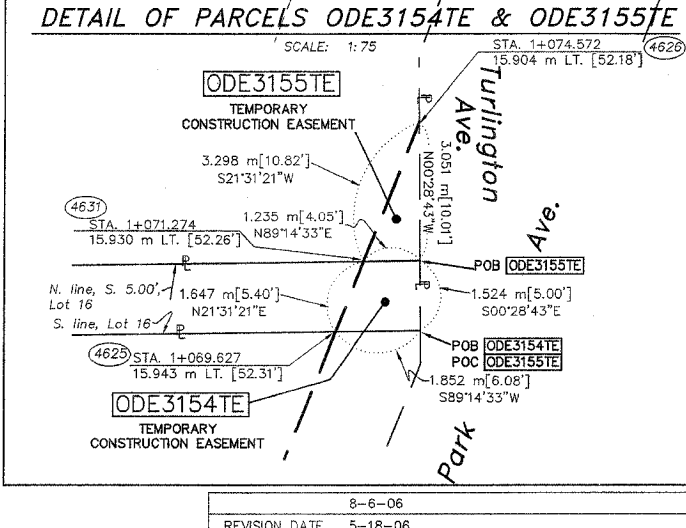 DETAIL OF PARCELS ODE3154TE & ODE3155TE
SCALE: 1:75
STA. 1+074.572
15.904 m LT. [52.18']
4626
ODE3155TE
TEMPORARY
CONSTRUCTION EASEMENT
Turlington
Ave.
3.298 m[10.82']
S21°31'21"W
3.051 m[10.01']
N00°28'43"W
4631
STA. 1+071.274
15.930 m LT. [52.26']
1.235 m[4.05']
N89°14'33"E
Ave.
POB ODE3155TE
N. line, S. 5.00',
Lot 16
S. line, Lot 16
1.647 m[5.40']
N21°31'21"E
1.524 m[5.00']
S00°28'43"E
4625
STA. 1+069.627
15.943 m LT. [52.31']
POB ODE3154TE
POC ODE3155TE
1.852 m[6.08']
S89°14'33"W
ODE3154TE
TEMPORARY
CONSTRUCTION EASEMENT
Park
8-6-06
REVISION DATE 5-18-06